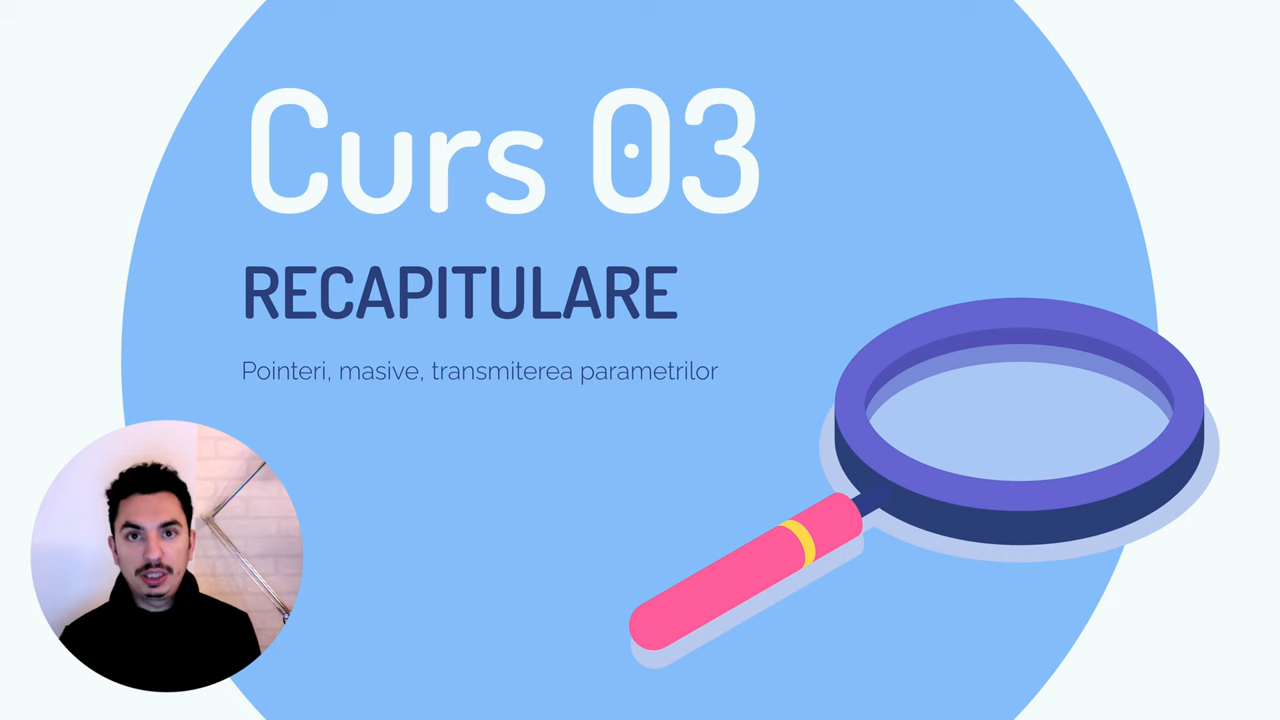 Curs 03
RECAPITULARE
Pointeri, masive, transmiterea parametrilor